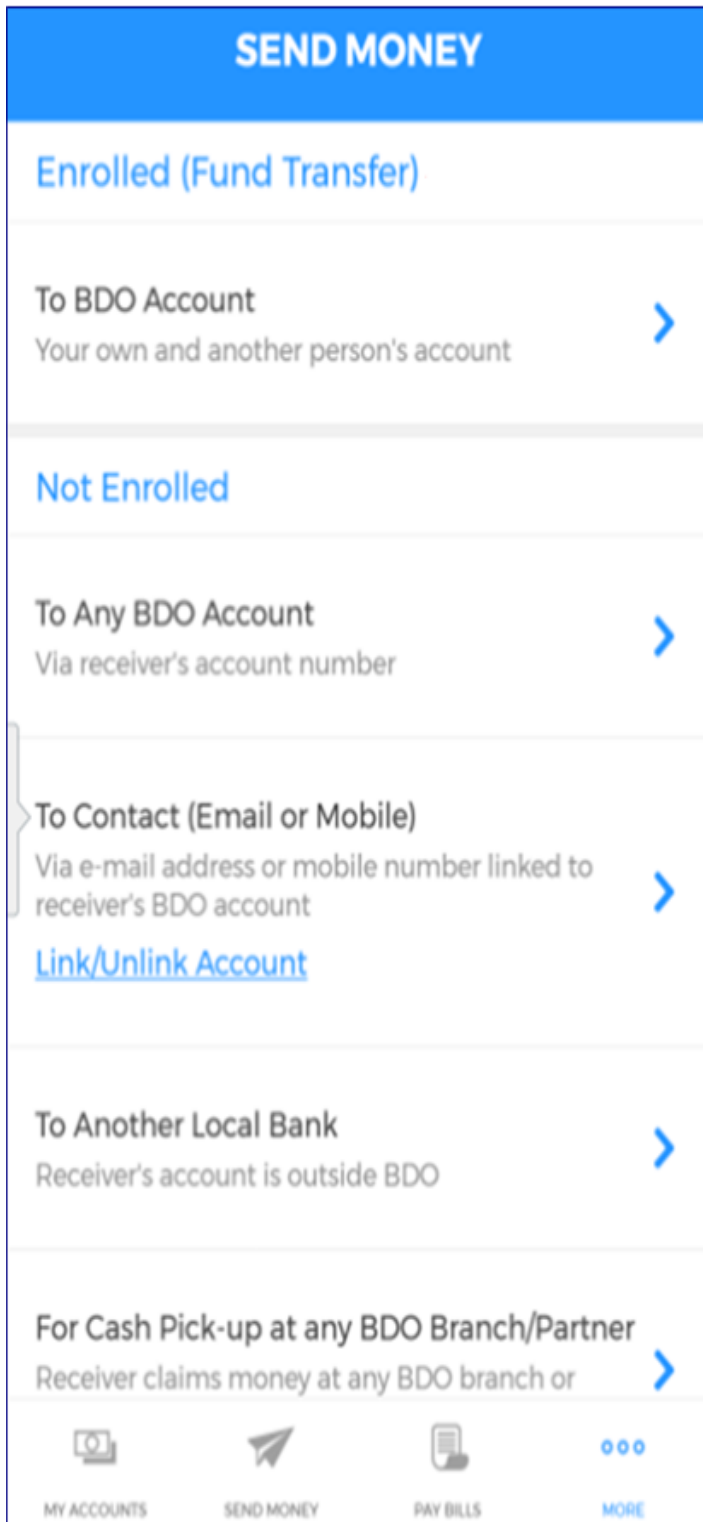 SEND MONEY
Enrolled (Fund Transfer)
To BDO Account
Your own and another person's account
Not Enrolled
To Any BDO Account
Via receiver's account number
To Contact (Email or Mobile)
Via e-mail address or mobile number linked to
receiver's BDO account
Link/Unlink Account
To Another Local Bank
Receiver's account is outside BDO
For Cash Pick-up at any BDO Branch/Partner
Receiver claims money at any BDO branch or
MY ACCOUNTS SEND MONEY PAY BILLS MORE